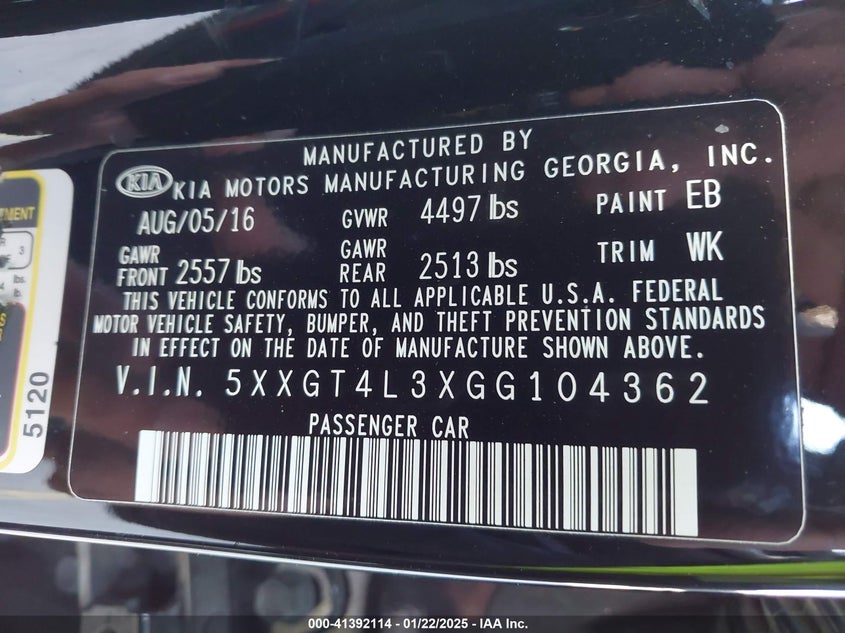 MANUFACTURED BY
KIA KIA MOTORS MANUFACTURING GEORGIA, INC.
AUG/05/16 GVWR 4497 lbs PAINT EB
GAWR FRONT 2557 lbs GAWR REAR 2513 lbs TRIM WK
THIS VEHICLE CONFORMS TO ALL APPLICABLE U.S.A. FEDERAL
MOTOR VEHICLE SAFETY, BUMPER, AND THEFT PREVENTION STANDARDS
IN EFFECT ON THE DATE OF MANUFACTURE SHOWN ABOVE.
V.I.N. 5XXGT4L3XGG104362
PASSENGER CAR
5120
000-41392114 - 01/22/2025 - IAA Inc.